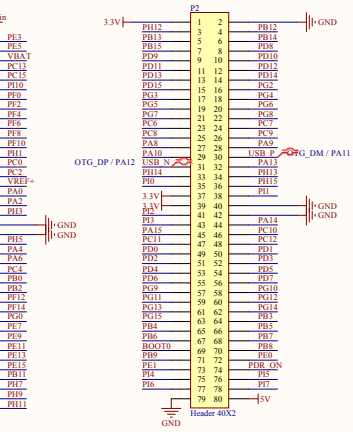 in
PE3
PE5
VBAT
PC13
PC15
PI10
PF0
PF2
PF4
PF6
PF8
PF10
PH1
PC0
PC2
VREF+
PA0
PA2
PH3
GND
GND
PH5
PA4
PA6
PC4
PB0
PB2
PF12
PF14
PG0
PE7
PE9
PE11
PE13
PE15
PB11
PH7
PH9
PH11
P2
3.3V 1 2 GND
PH12 3 4 PB12
PB13 5 6 PB14
PB15 7 8 PD8
PD9 9 10 PD10
PD11 11 12 PD12
PD13 13 14 PD14
PD15 15 16 PG2
PG3 17 18 PG4
PG5 19 20 PG6
PG7 21 22 PG8
PC6 23 24 PC7
PC8 25 26 PC9
PA8 27 28 PA9
PA10 29 30 USB_P TG_DM / PA11
OTG_DP / PA12 USB_N 31 32 PA13
PH14 33 34 PH13
PI0 35 36 PH15
3.3V 37 38 PI1
3.3V 39 40 GND
PI2 41 42 GND
PI3 43 44 PA14
PA15 45 46 PC10
PC11 47 48 PC12
PD0 49 50 PD1
PD2 51 52 PD3
PD4 53 54 PD5
PD6 55 56 PD7
PG9 57 58 PG10
PG11 59 60 PG12
PG13 61 62 PG14
PG15 63 64 PB3
PB4 65 66 PB5
PB6 67 68 PB7
BOOT0 69 70 PB8
PB9 71 72 PE0
PE1 73 74 PDR_ON
PI4 75 76 PI5
PI6 77 78 PI7
79 80 5V
GND
Header 40X2